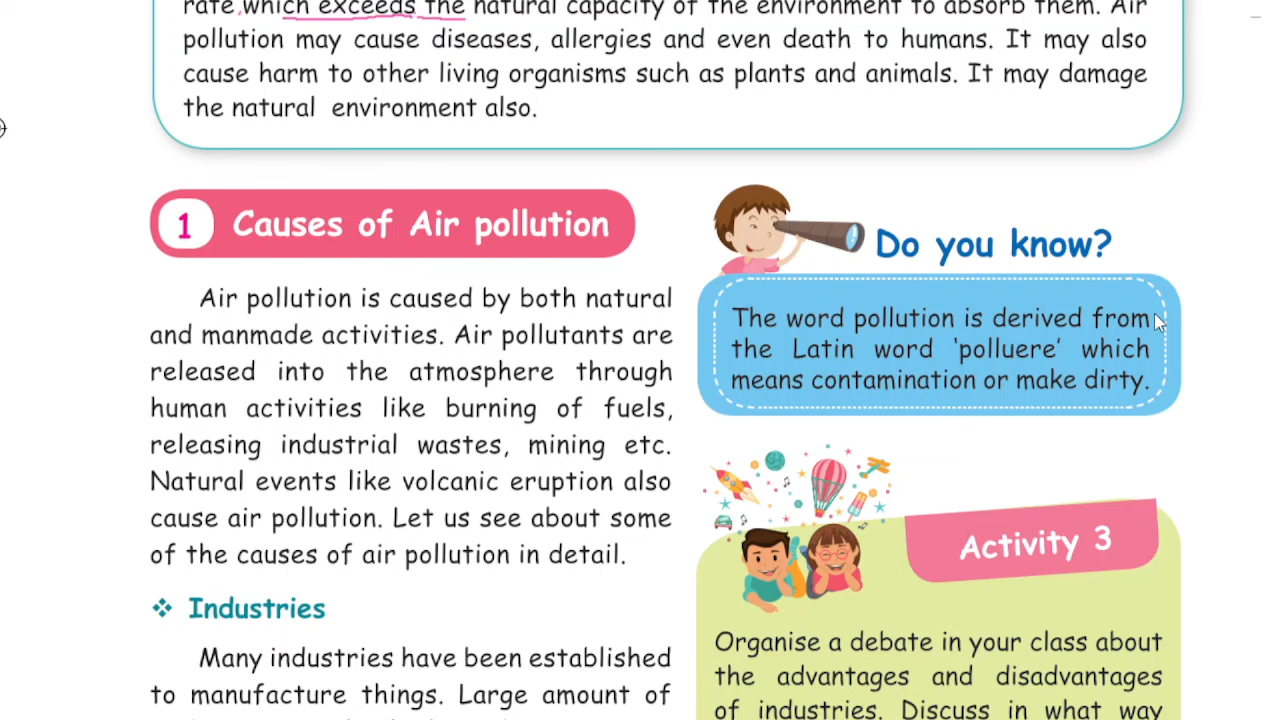 rate which exceeds the natural capacity of the environment to absorb them. Air
pollution may cause diseases, allergies and even death to humans. It may also
cause harm to other living organisms such as plants and animals. It may damage
the natural environment also.
1 Causes of Air pollution
Air pollution is caused by both natural
and manmade activities. Air pollutants are
released into the atmosphere through
human activities like burning of fuels,
releasing industrial wastes, mining etc.
Natural events like volcanic eruption also
cause air pollution. Let us see about some
of the causes of air pollution in detail.
❖ Industries
Many industries have been established
to manufacture things. Large amount of
Do you know?
The word pollution is derived from
the Latin word ‘polluere’ which
means contamination or make dirty.
Activity 3
Organise a debate in your class about
the advantages and disadvantages
of industries. Discuss in what way